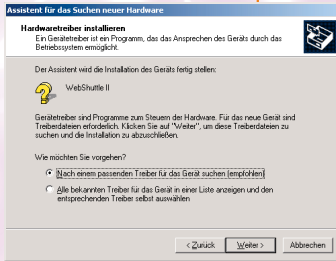 Assistent für das Suchen neuer Hardware
Hardwaretreiber installieren
Ein Gerätetreiber ist ein Programm, das das Ansprechen des Geräts durch das
Betriebssystem ermöglicht.
Der Assistent wird die Installation des Geräts fertig stellen:
WebShuttle II
Gerätetreiber sind Programme zum Steuern der Hardware. Für das neue Gerät sind
Treiberdateien erforderlich. Klicken Sie auf "Weiter", um diese Treiberdateien zu
suchen und die Installation zu abzuschließen.
Wie möchten Sie vorgehen?
Nach einem passenden Treiber für das Gerät suchen (empfohlen)
Alle bekannten Treiber für das Gerät in einer Liste anzeigen und den
entsprechenden Treiber selbst auswählen
< Zurück Weiter > Abbrechen